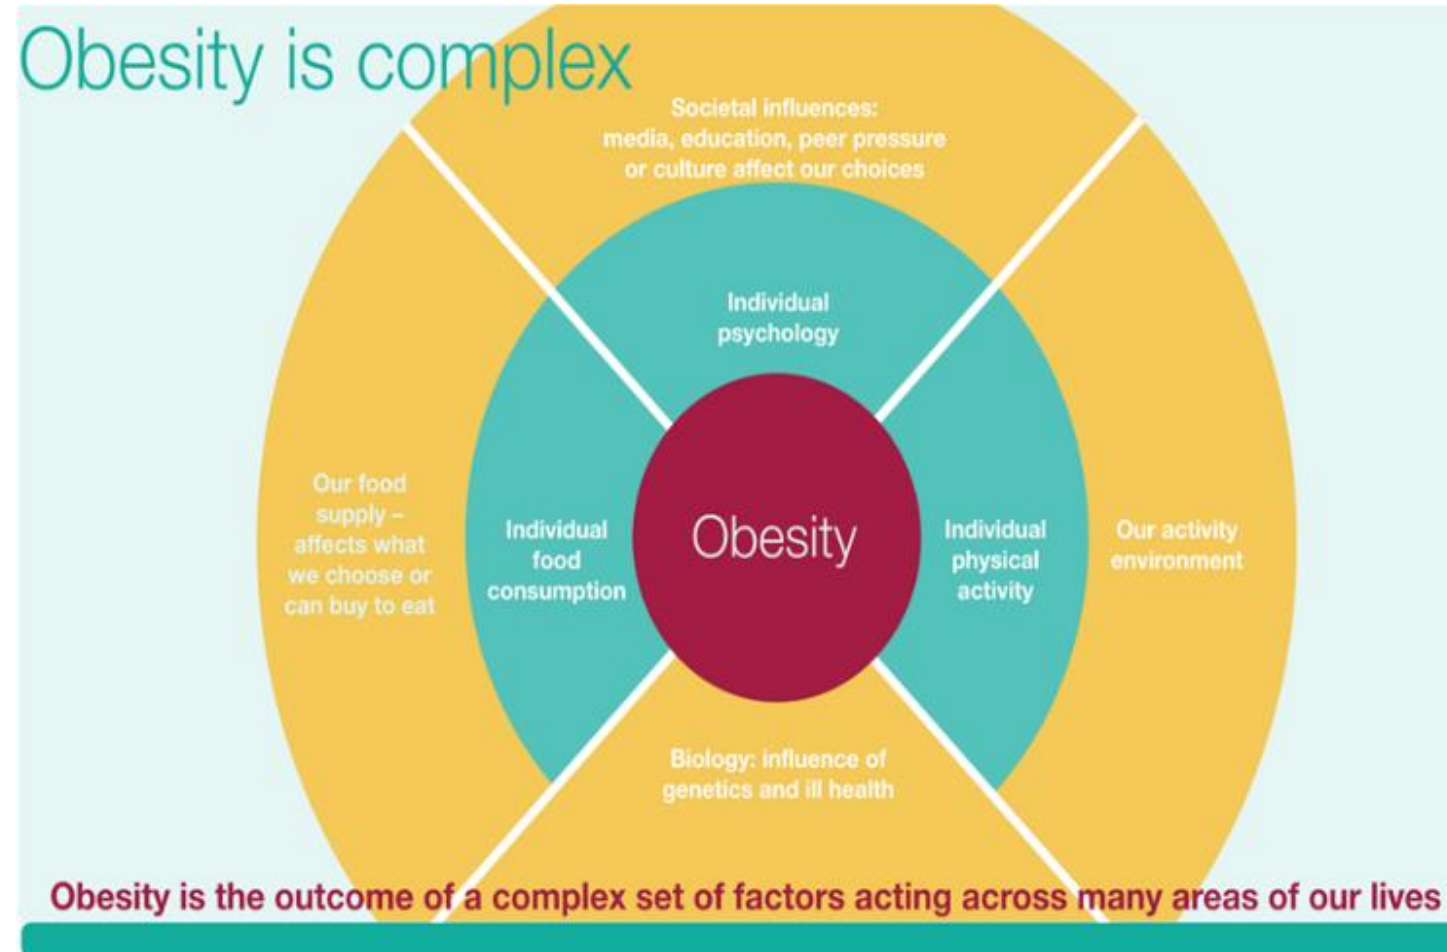 Obesity is complex
Societal influences:
media, education, peer pressure
or culture affect our choices
Individual
psychology
Our food
supply –
affects what
we choose or
can buy to eat
Individual
food
consumption
Obesity
Individual
physical
activity
Our activity
environment
Biology: influence of
genetics and ill health
Obesity is the outcome of a complex set of factors acting across many areas of our lives